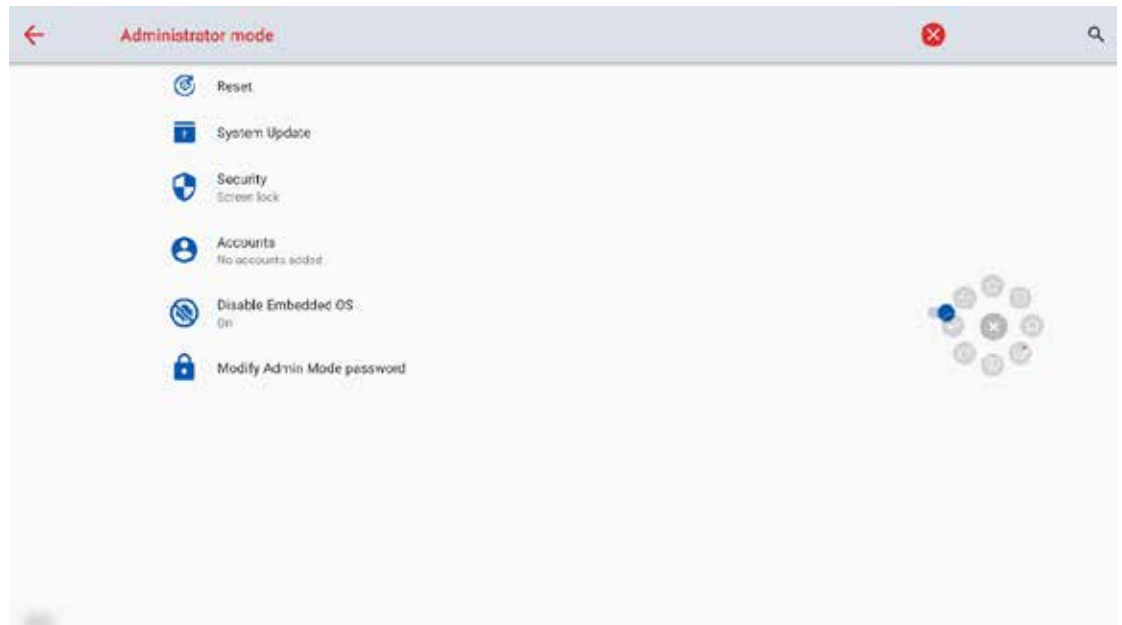 Administrator mode
Reset
System Update
Security
Screen lock
Accounts
No accounts added
Disable Embedded OS
On
Modify Admin Mode password